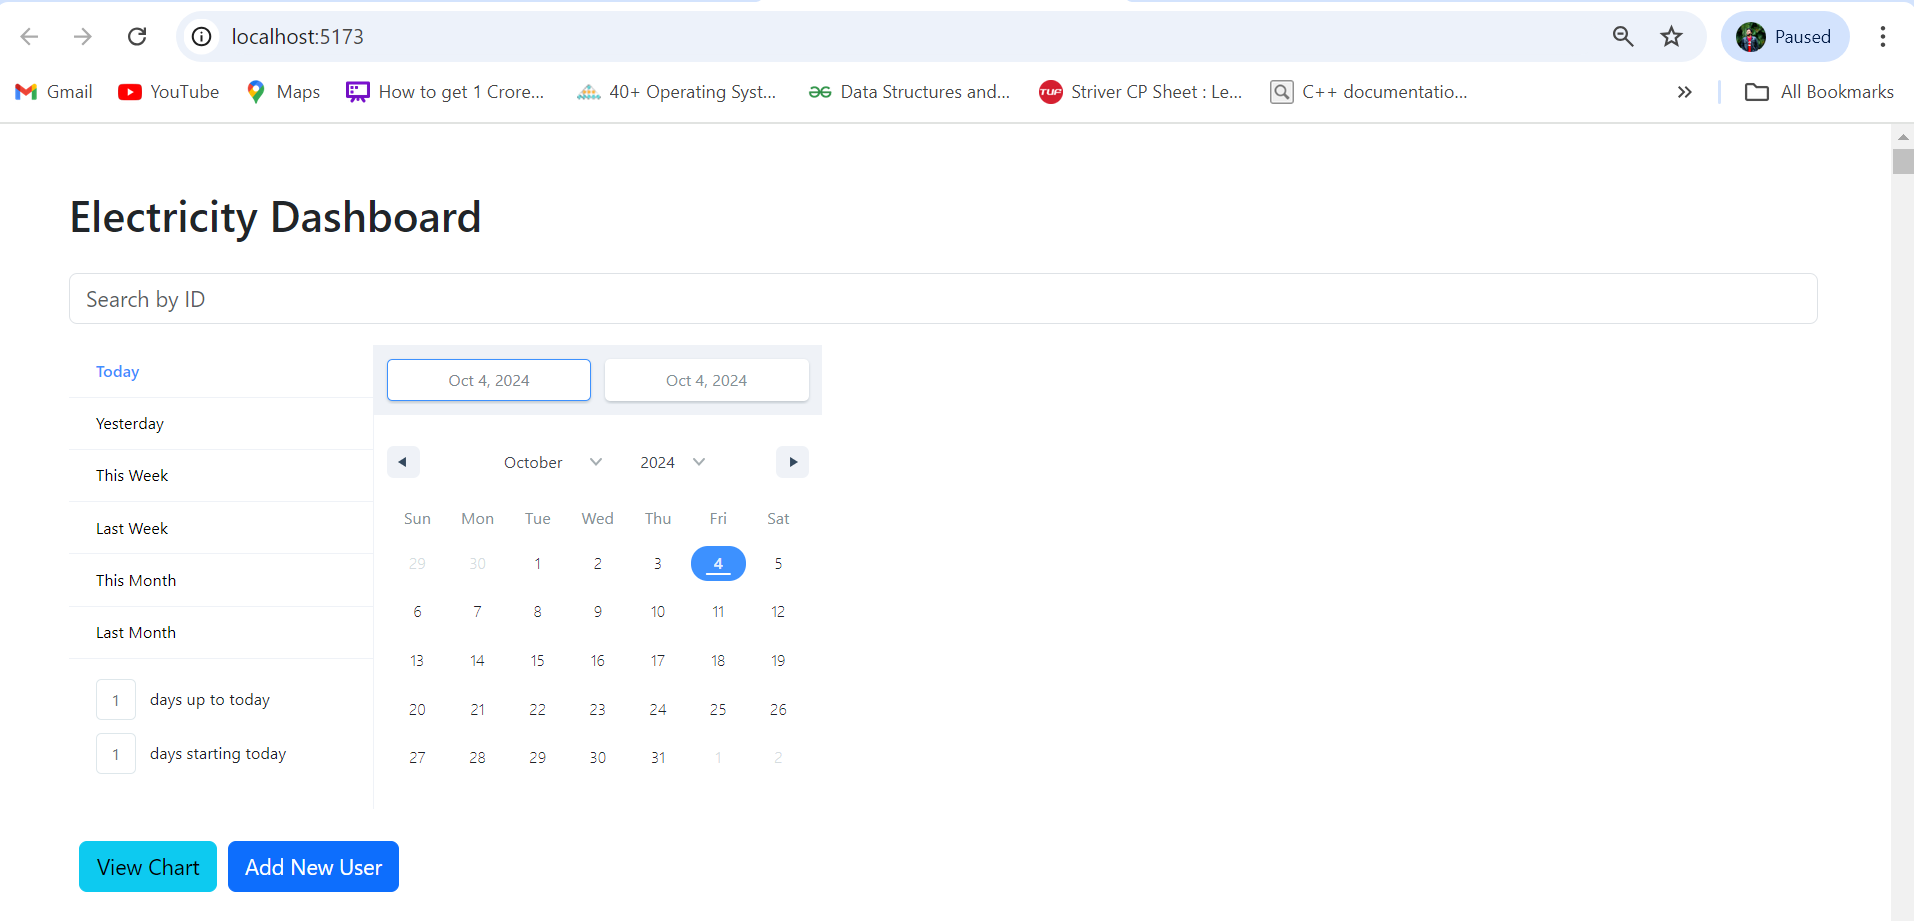 localhost:5173
Paused
Gmail YouTube Maps How to get 1 Crore... 40+ Operating Syst... Data Structures and... TUF Striver CP Sheet : Le... C++ documentatio... All Bookmarks
Electricity Dashboard
Search by ID
Today
Yesterday
This Week
Last Week
This Month
Last Month
1 days up to today
1 days starting today
Oct 4, 2024 Oct 4, 2024
October 2024
Sun Mon Tue Wed Thu Fri Sat
29 30 1 2 3 4 5
6 7 8 9 10 11 12
13 14 15 16 17 18 19
20 21 22 23 24 25 26
27 28 29 30 31 1 2
View Chart Add New User